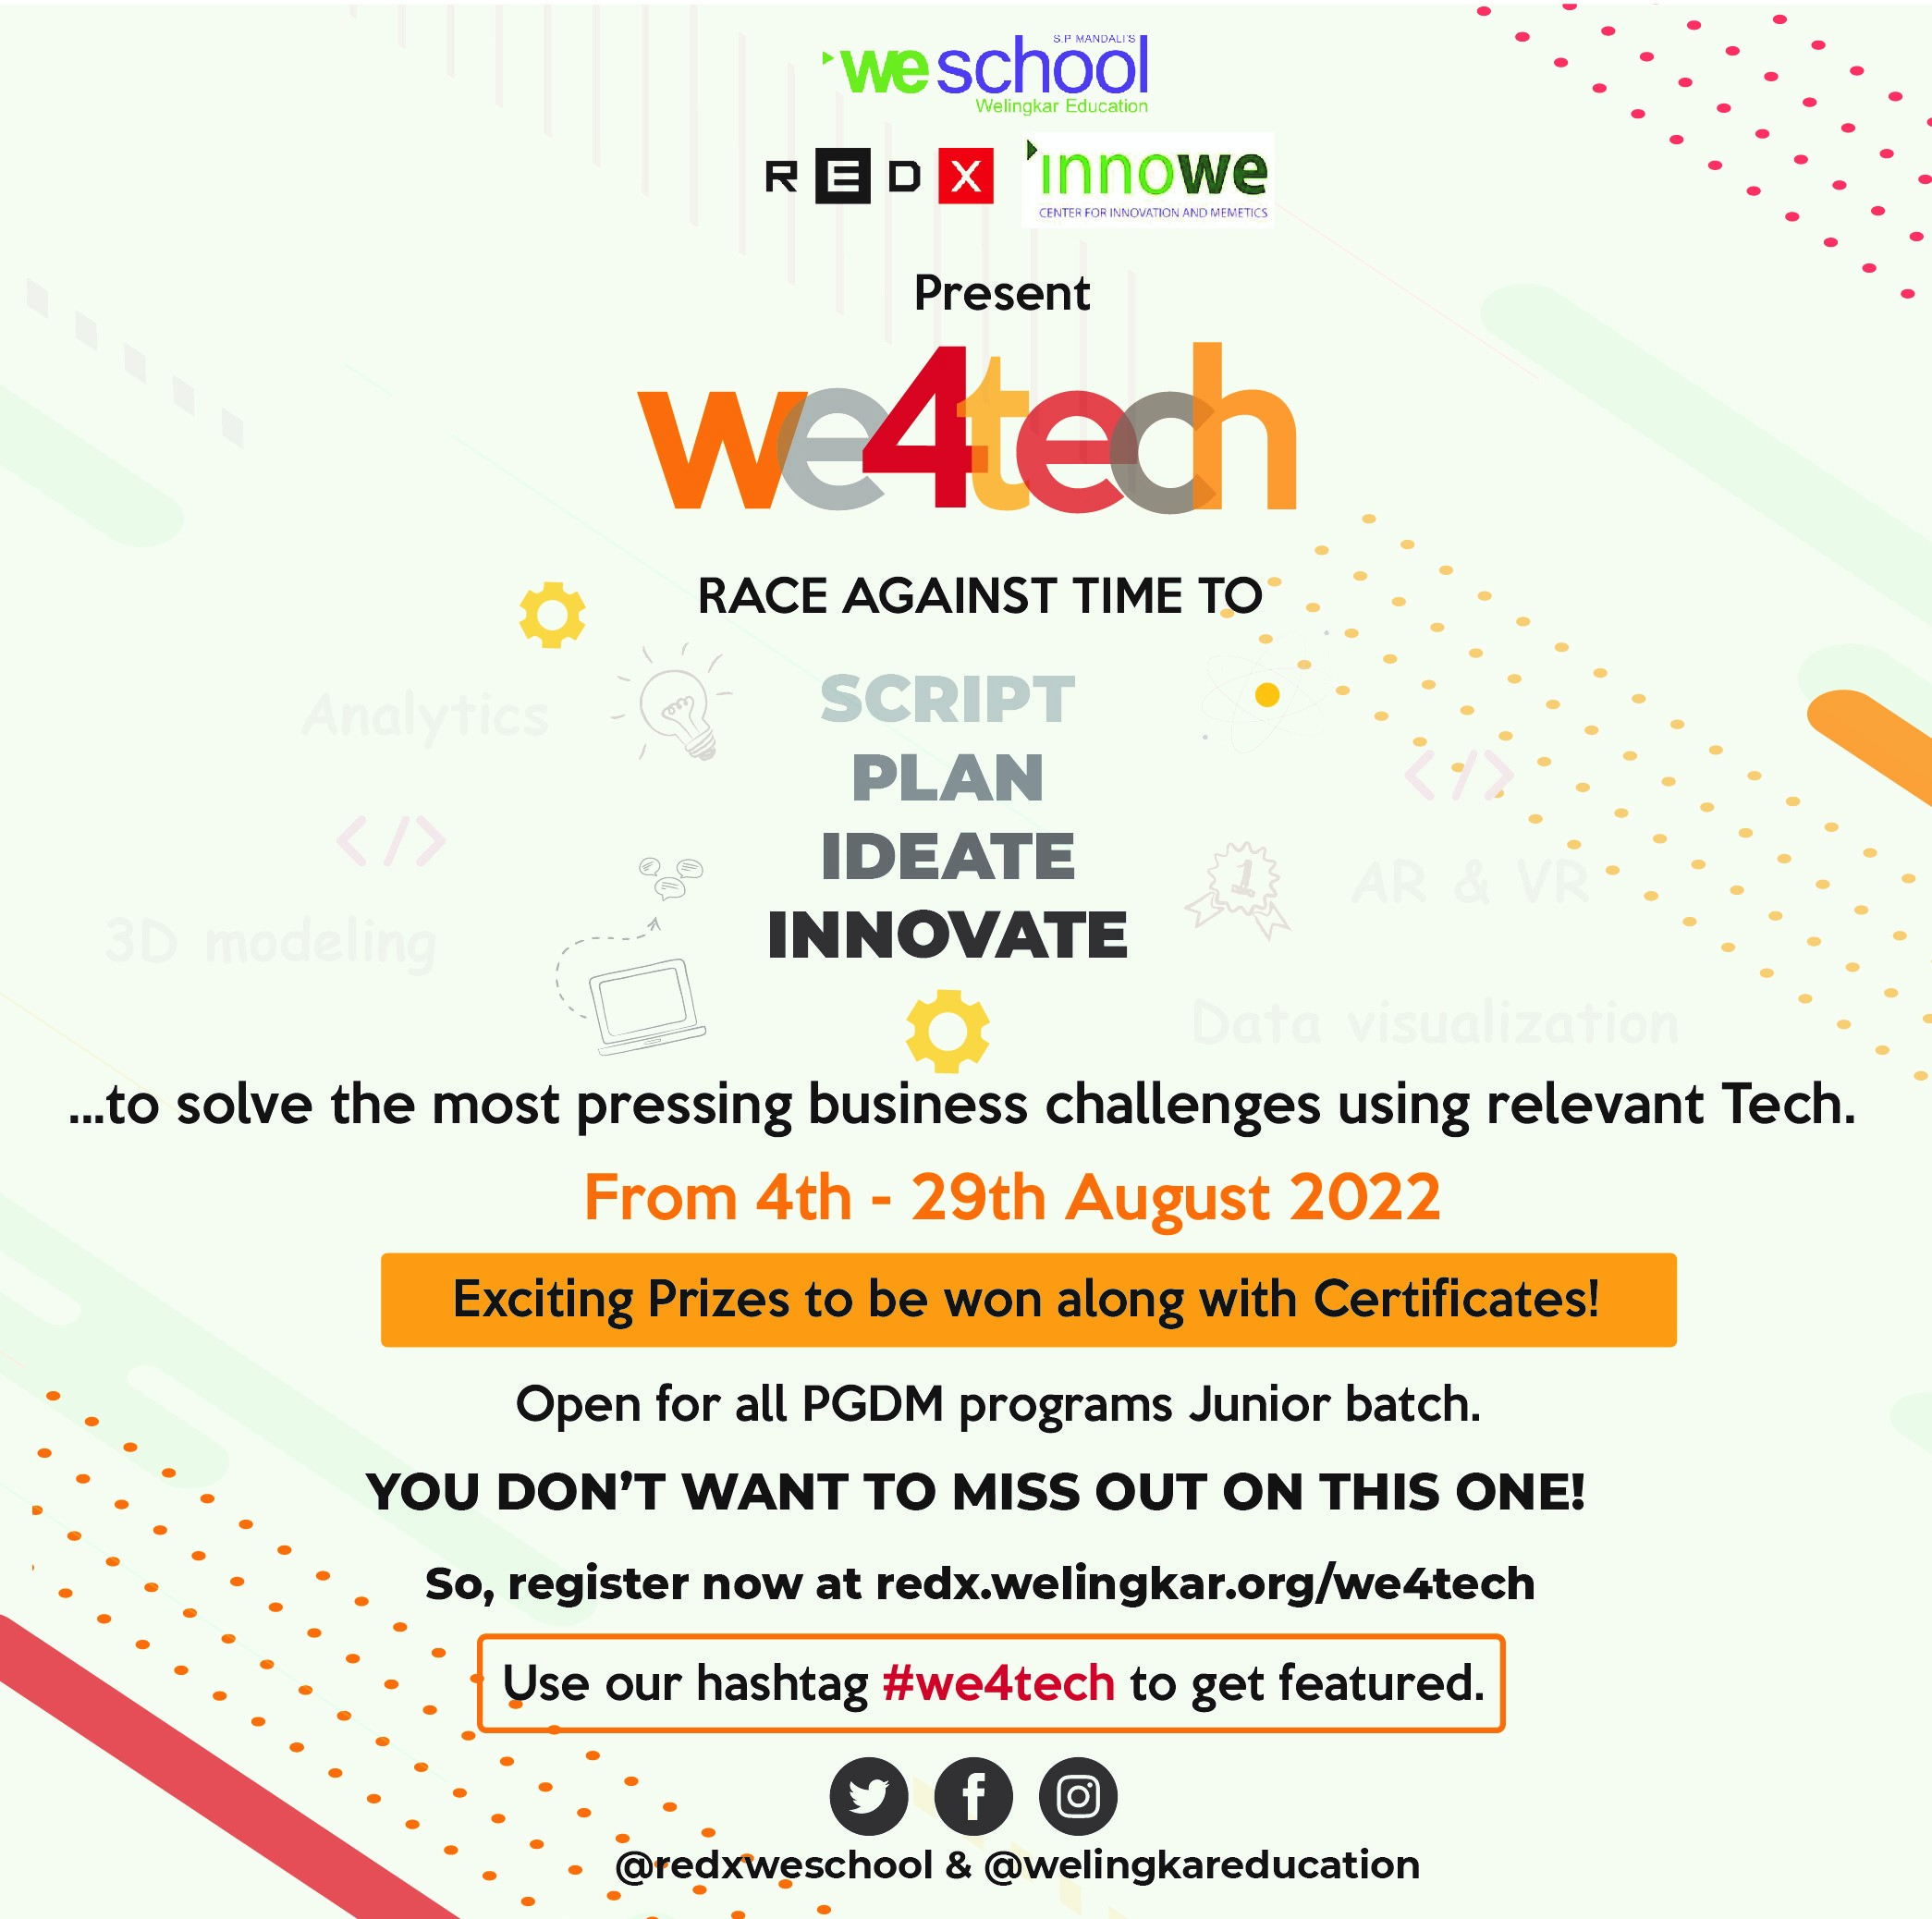 S.P MANDALI'S
we school
Welingkar Education
REDX
innowe
CENTER FOR INNOVATION AND MEMETICS
Present
we4tech
RACE AGAINST TIME TO
SCRIPT
Analytics
PLAN
IDEATE
AR & VR
INNOVATE
3D modeling
1
Data visualization
...to solve the most pressing business challenges using relevant Tech.
From 4th - 29th August 2022
Exciting Prizes to be won along with Certificates!
Open for all PGDM programs Junior batch.
YOU DON'T WANT TO MISS OUT ON THIS ONE!
So, register now at redx.welingkar.org/we4tech
Use our hashtag #we4tech to get featured.
@redxweschool & @welingkareducation